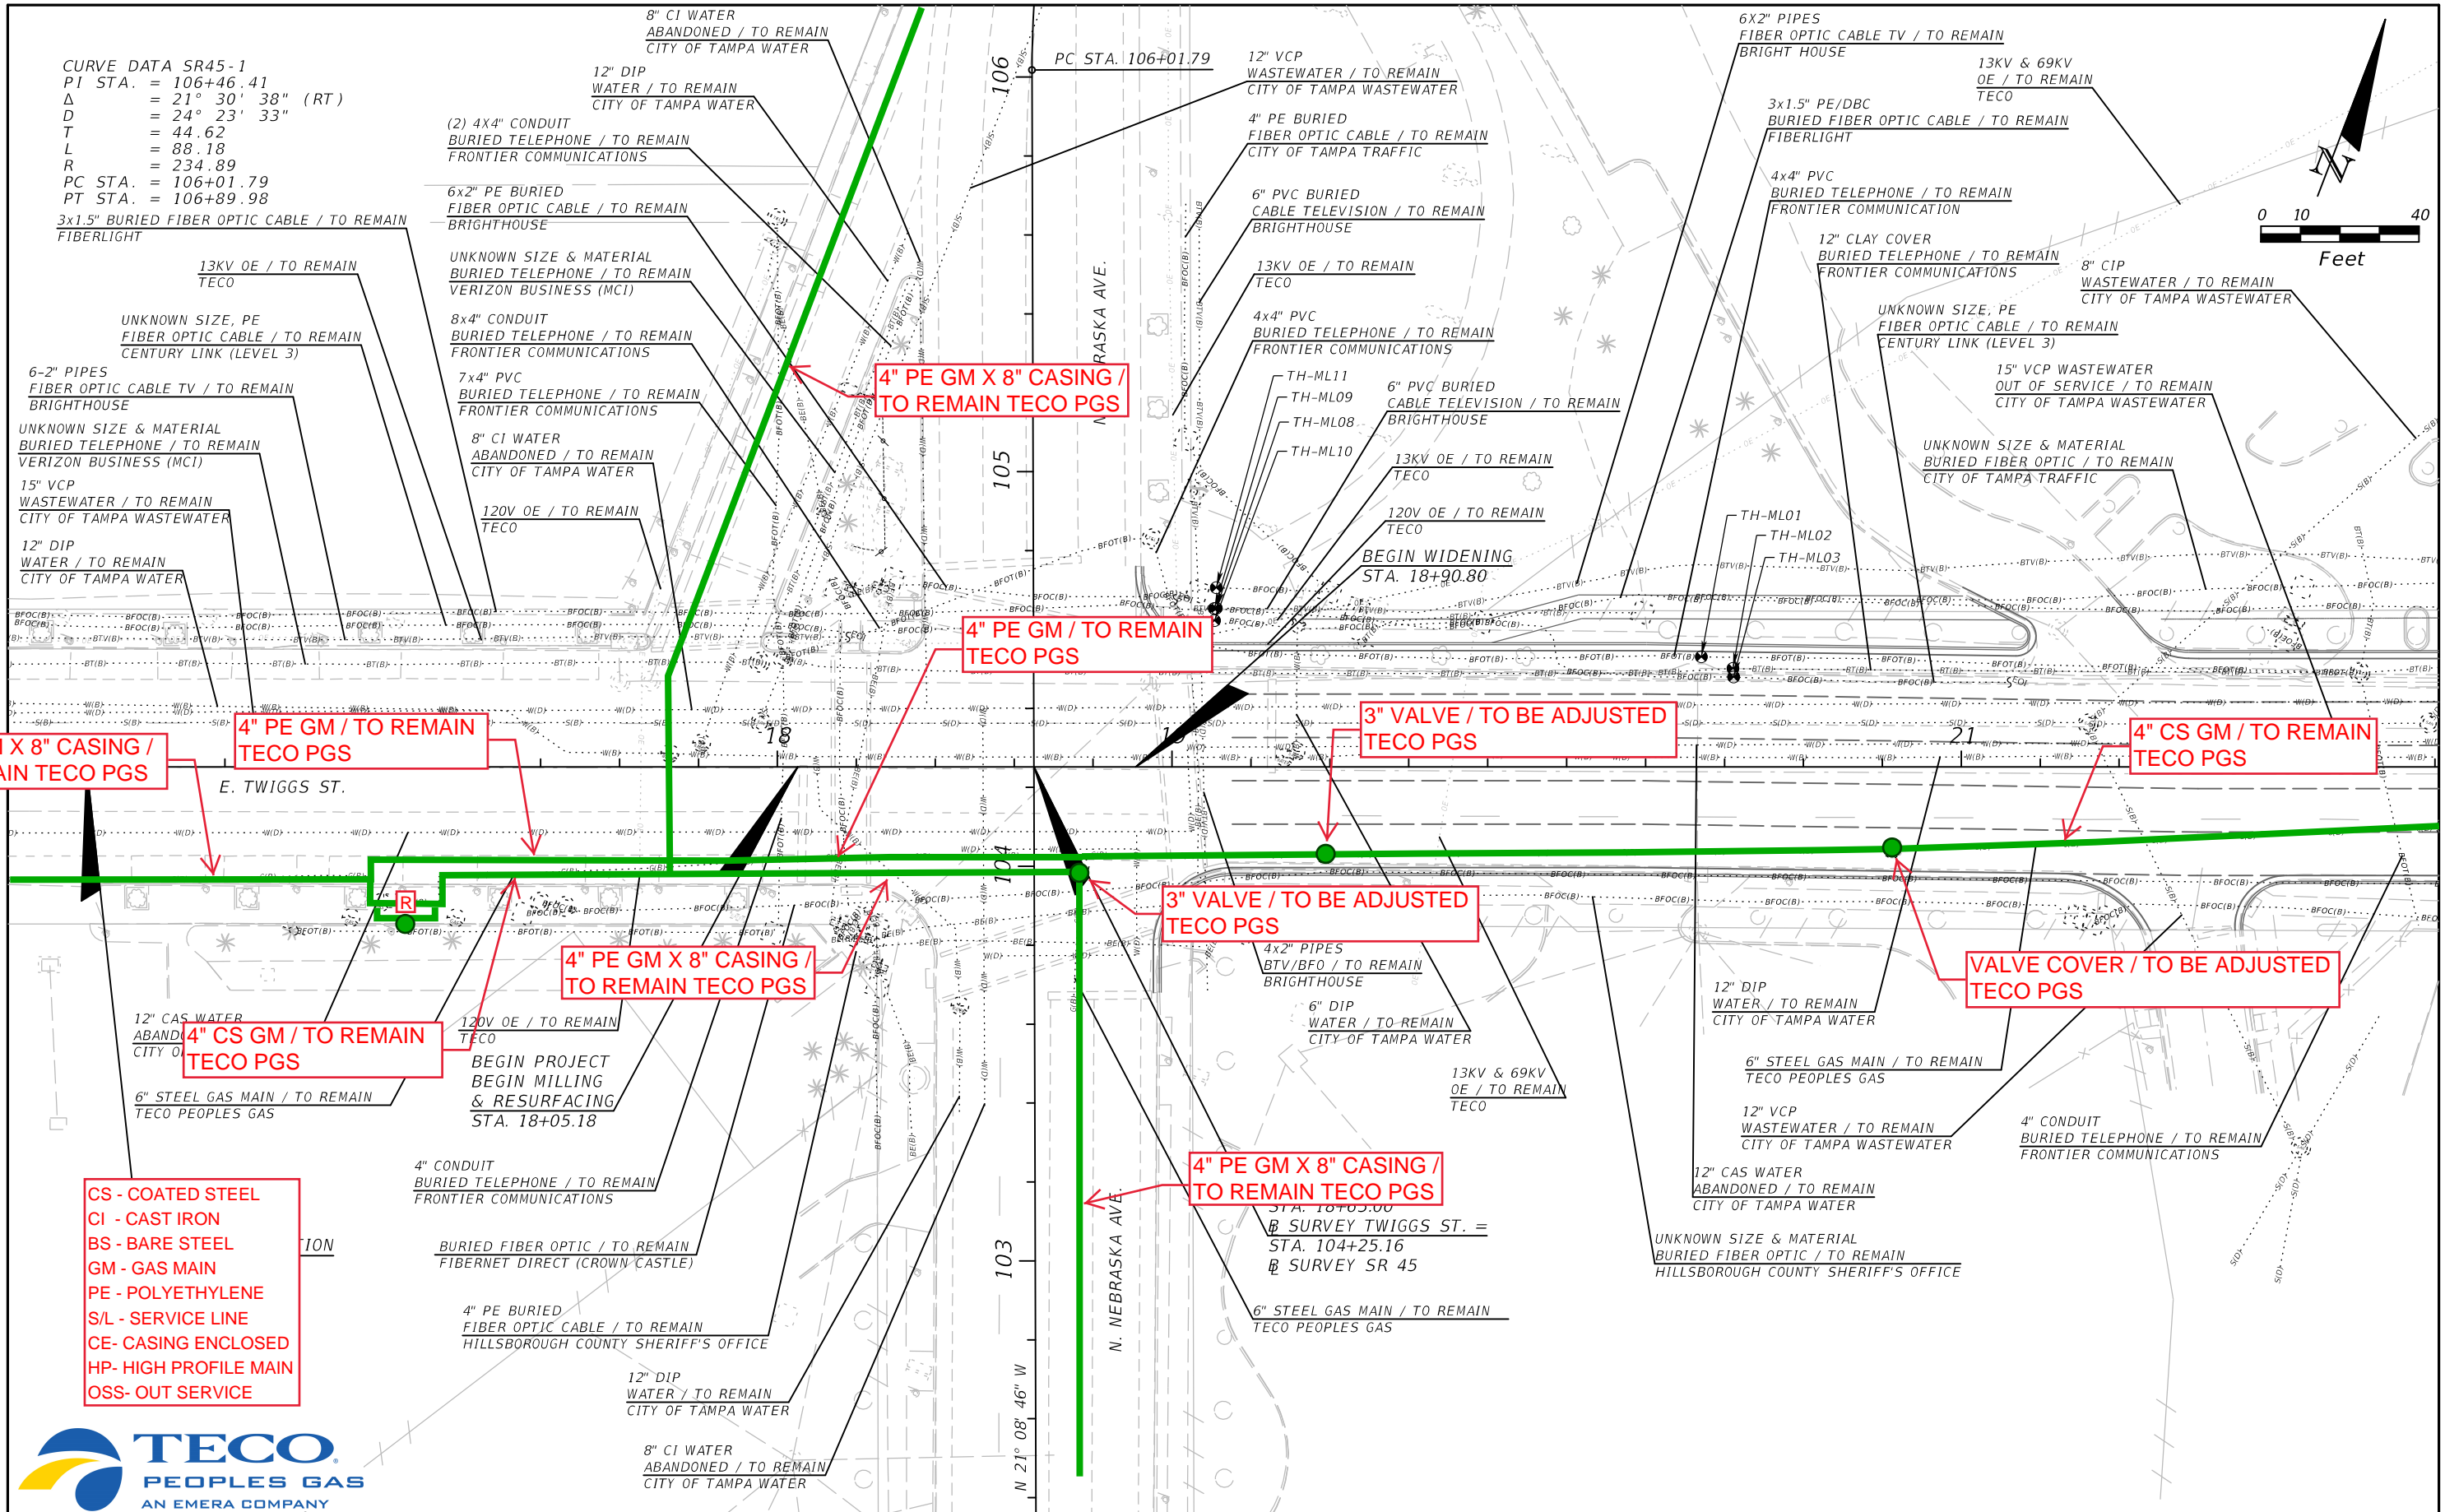 CURVE DATA SR45-1
PI STA. = 106+46.41
Δ = 21° 30' 38" (RT)
D = 24° 23' 33"
T = 44.62
L = 88.18
R = 234.89
PC STA. = 106+01.79
PT STA. = 106+89.98
3x1.5" BURIED FIBER OPTIC CABLE / TO REMAIN
FIBERLIGHT
13KV OE / TO REMAIN
TECO
UNKNOWN SIZE, PE
FIBER OPTIC CABLE / TO REMAIN
CENTURY LINK (LEVEL 3)
6-2" PIPES
FIBER OPTIC CABLE TV / TO REMAIN
BRIGHTHOUSE
UNKNOWN SIZE & MATERIAL
BURIED TELEPHONE / TO REMAIN
VERIZON BUSINESS (MCI)
15" VCP
WASTEWATER / TO REMAIN
CITY OF TAMPA WASTEWATER
12" DIP
WATER / TO REMAIN
CITY OF TAMPA WATER
8" CI WATER
ABANDONED / TO REMAIN
CITY OF TAMPA WATER
12" DIP
WATER / TO REMAIN
CITY OF TAMPA WATER
(2) 4X4" CONDUIT
BURIED TELEPHONE / TO REMAIN
FRONTIER COMMUNICATIONS
6x2" PE BURIED
FIBER OPTIC CABLE / TO REMAIN
BRIGHTHOUSE
UNKNOWN SIZE & MATERIAL
BURIED TELEPHONE / TO REMAIN
VERIZON BUSINESS (MCI)
8x4" CONDUIT
BURIED TELEPHONE / TO REMAIN
FRONTIER COMMUNICATIONS
7x4" PVC
BURIED TELEPHONE / TO REMAIN
FRONTIER COMMUNICATIONS
8" CI WATER
ABANDONED / TO REMAIN
CITY OF TAMPA WATER
120V OE / TO REMAIN
TECO
106
PC STA. 106+01.79
105
104
103
12" VCP
WASTEWATER / TO REMAIN
CITY OF TAMPA WASTEWATER
4" PE BURIED
FIBER OPTIC CABLE / TO REMAIN
CITY OF TAMPA TRAFFIC
6" PVC BURIED
CABLE TELEVISION / TO REMAIN
BRIGHTHOUSE
13KV OE / TO REMAIN
TECO
4x4" PVC
BURIED TELEPHONE / TO REMAIN
FRONTIER COMMUNICATIONS
TH-ML11
TH-ML09
TH-ML08
TH-ML10
6" PVC BURIED
CABLE TELEVISION / TO REMAIN
BRIGHTHOUSE
13KV OE / TO REMAIN
TECO
120V OE / TO REMAIN
TECO
BEGIN WIDENING
STA. 18+90.80
6X2" PIPES
FIBER OPTIC CABLE TV / TO REMAIN
BRIGHT HOUSE
13KV & 69KV
OE / TO REMAIN
TECO
3x1.5" PE/DBC
BURIED FIBER OPTIC CABLE / TO REMAIN
FIBERLIGHT
4x4" PVC
BURIED TELEPHONE / TO REMAIN
FRONTIER COMMUNICATION
12" CLAY COVER
BURIED TELEPHONE / TO REMAIN
FRONTIER COMMUNICATIONS
8" CIP
WASTEWATER / TO REMAIN
CITY OF TAMPA WASTEWATER
UNKNOWN SIZE, PE
FIBER OPTIC CABLE / TO REMAIN
CENTURY LINK (LEVEL 3)
15" VCP WASTEWATER
OUT OF SERVICE / TO REMAIN
CITY OF TAMPA WASTEWATER
UNKNOWN SIZE & MATERIAL
BURIED FIBER OPTIC / TO REMAIN
CITY OF TAMPA TRAFFIC
TH-ML01
TH-ML02
TH-ML03
N
0 10 40
Feet
RASKA AVE.
4" PE GM X 8" CASING /
TO REMAIN TECO PGS
4" PE GM / TO REMAIN
TECO PGS
4" PE GM / TO REMAIN
TECO PGS
X 8" CASING /
AIN TECO PGS
3" VALVE / TO BE ADJUSTED
TECO PGS
4" CS GM / TO REMAIN
TECO PGS
18
21
E. TWIGGS ST.
R
3" VALVE / TO BE ADJUSTED
TECO PGS
4" PE GM X 8" CASING /
TO REMAIN TECO PGS
VALVE COVER / TO BE ADJUSTED
TECO PGS
12" CAS WATER
4" CS GM / TO REMAIN
TECO PGS
120V OE / TO REMAIN
TECO
BEGIN PROJECT
BEGIN MILLING
& RESURFACING
STA. 18+05.18
6" STEEL GAS MAIN / TO REMAIN
TECO PEOPLES GAS
4x2" PIPES
BTV/BFO / TO REMAIN
BRIGHTHOUSE
6" DIP
WATER / TO REMAIN
CITY OF TAMPA WATER
13KV & 69KV
OE / TO REMAIN
TECO
12" DIP
WATER / TO REMAIN
CITY OF TAMPA WATER
6" STEEL GAS MAIN / TO REMAIN
TECO PEOPLES GAS
12" VCP
WASTEWATER / TO REMAIN
CITY OF TAMPA WASTEWATER
4" CONDUIT
BURIED TELEPHONE / TO REMAIN
FRONTIER COMMUNICATIONS
12" CAS WATER
ABANDONED / TO REMAIN
CITY OF TAMPA WATER
UNKNOWN SIZE & MATERIAL
BURIED FIBER OPTIC / TO REMAIN
HILLSBOROUGH COUNTY SHERIFF'S OFFICE
4" PE GM X 8" CASING /
TO REMAIN TECO PGS
STA. 18+65.00
B SURVEY TWIGGS ST. =
STA. 104+25.16
B SURVEY SR 45
6" STEEL GAS MAIN / TO REMAIN
TECO PEOPLES GAS
4" CONDUIT
BURIED TELEPHONE / TO REMAIN
FRONTIER COMMUNICATIONS
BURIED FIBER OPTIC / TO REMAIN
FIBERNET DIRECT (CROWN CASTLE)
4" PE BURIED
FIBER OPTIC CABLE / TO REMAIN
HILLSBOROUGH COUNTY SHERIFF'S OFFICE
12" DIP
WATER / TO REMAIN
CITY OF TAMPA WATER
8" CI WATER
ABANDONED / TO REMAIN
CITY OF TAMPA WATER
N. NEBRASKA AVE.
N 21° 08' 46" W
CS - COATED STEEL
CI - CAST IRON
BS - BARE STEEL
GM - GAS MAIN
PE - POLYETHYLENE
S/L - SERVICE LINE
CE- CASING ENCLOSED
HP- HIGH PROFILE MAIN
OSS- OUT SERVICE
TION
TECO
PEOPLES GAS
AN EMERA COMPANY